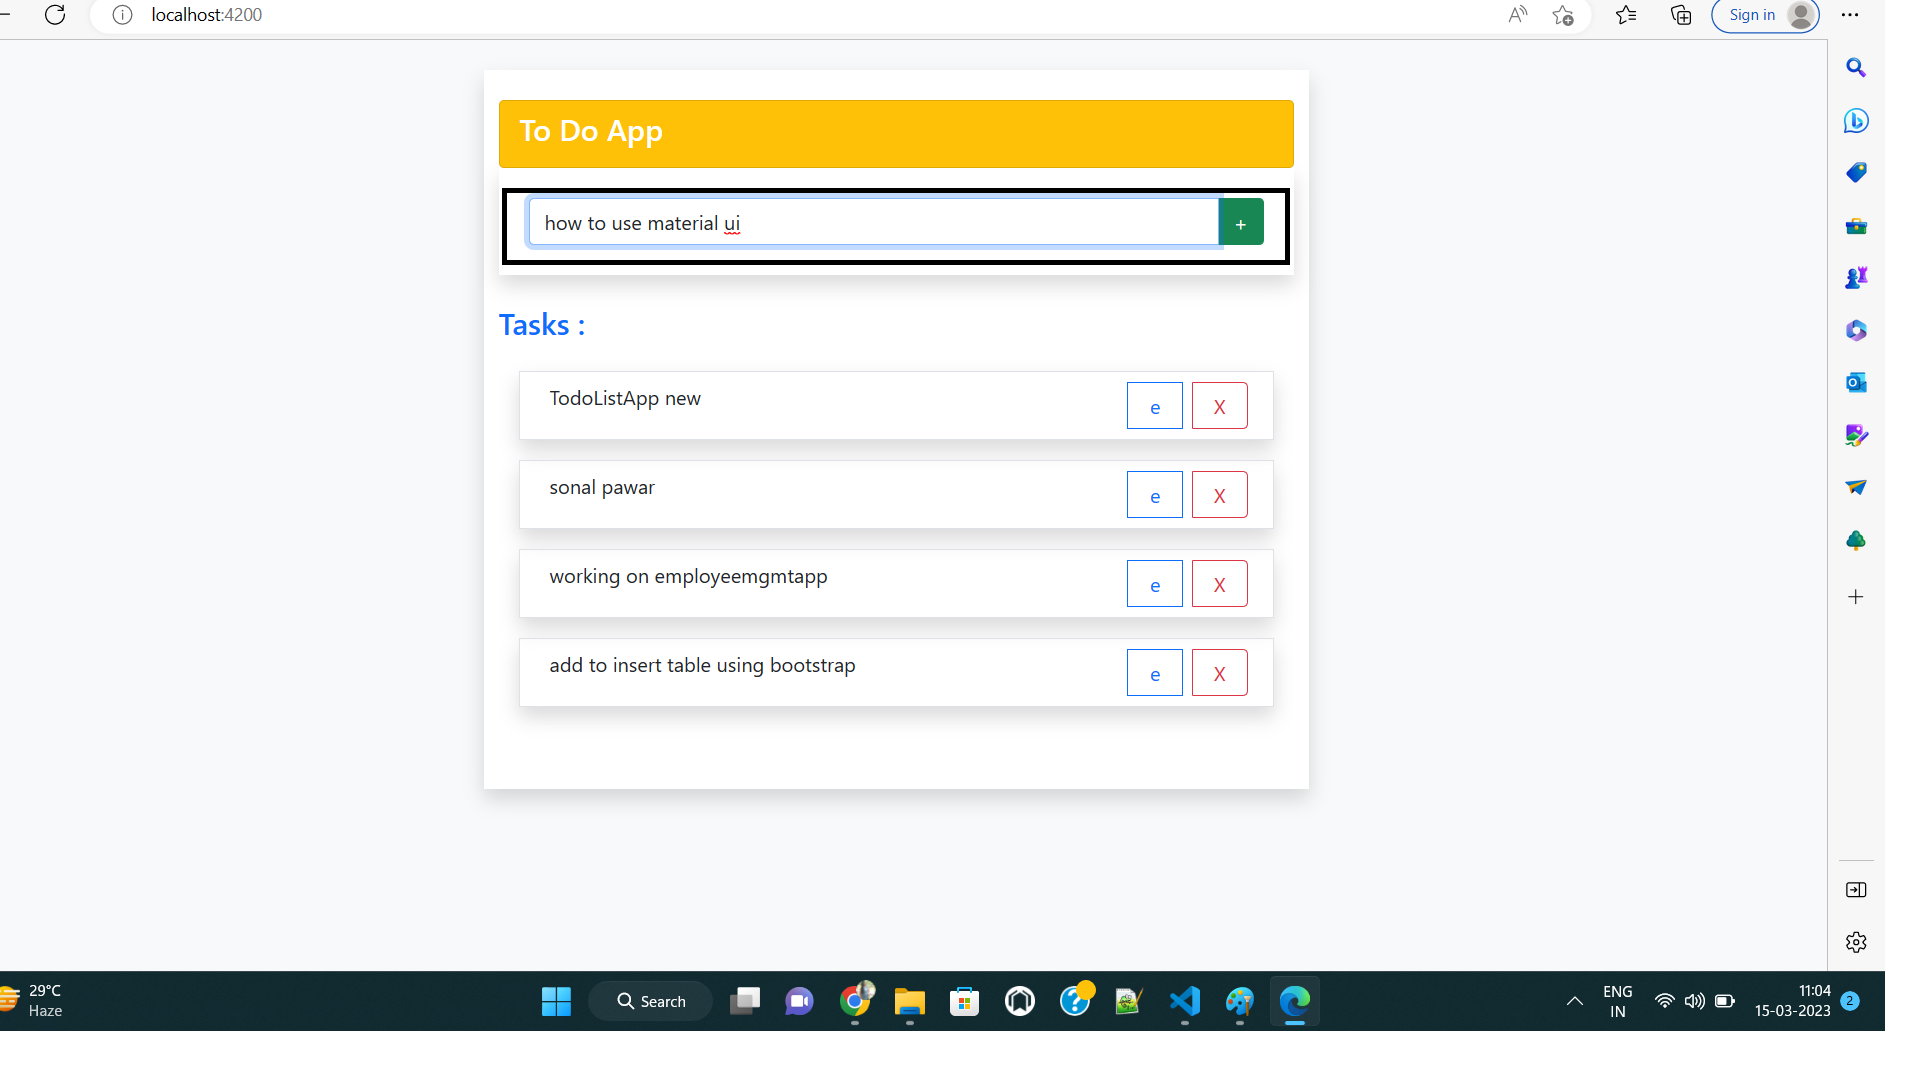 localhost:4200
Sign in
To Do App
how to use material ui
+
Tasks :
TodoListApp new
e
X
sonal pawar
e
X
working on employeemgmtapp
e
X
add to insert table using bootstrap
e
X
29°C
Haze
Search
ENG
IN
11:04
15-03-2023
2